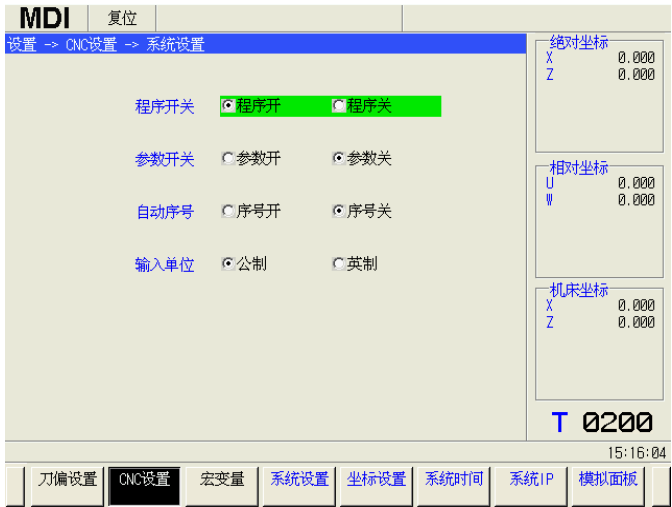 MDI 复位
设置 -> CNC设置 -> 系统设置
程序开关 程序开 程序关
参数开关 参数开 参数关
自动序号 序号开 序号关
输入单位 公制 英制
绝对坐标
X 0.000
Z 0.000
相对坐标
U 0.000
W 0.000
机床坐标
X 0.000
Z 0.000
T 0200
15:16:04
刀偏设置 CNC设置 宏变量 系统设置 坐标设置 系统时间 系统IP 模拟面板